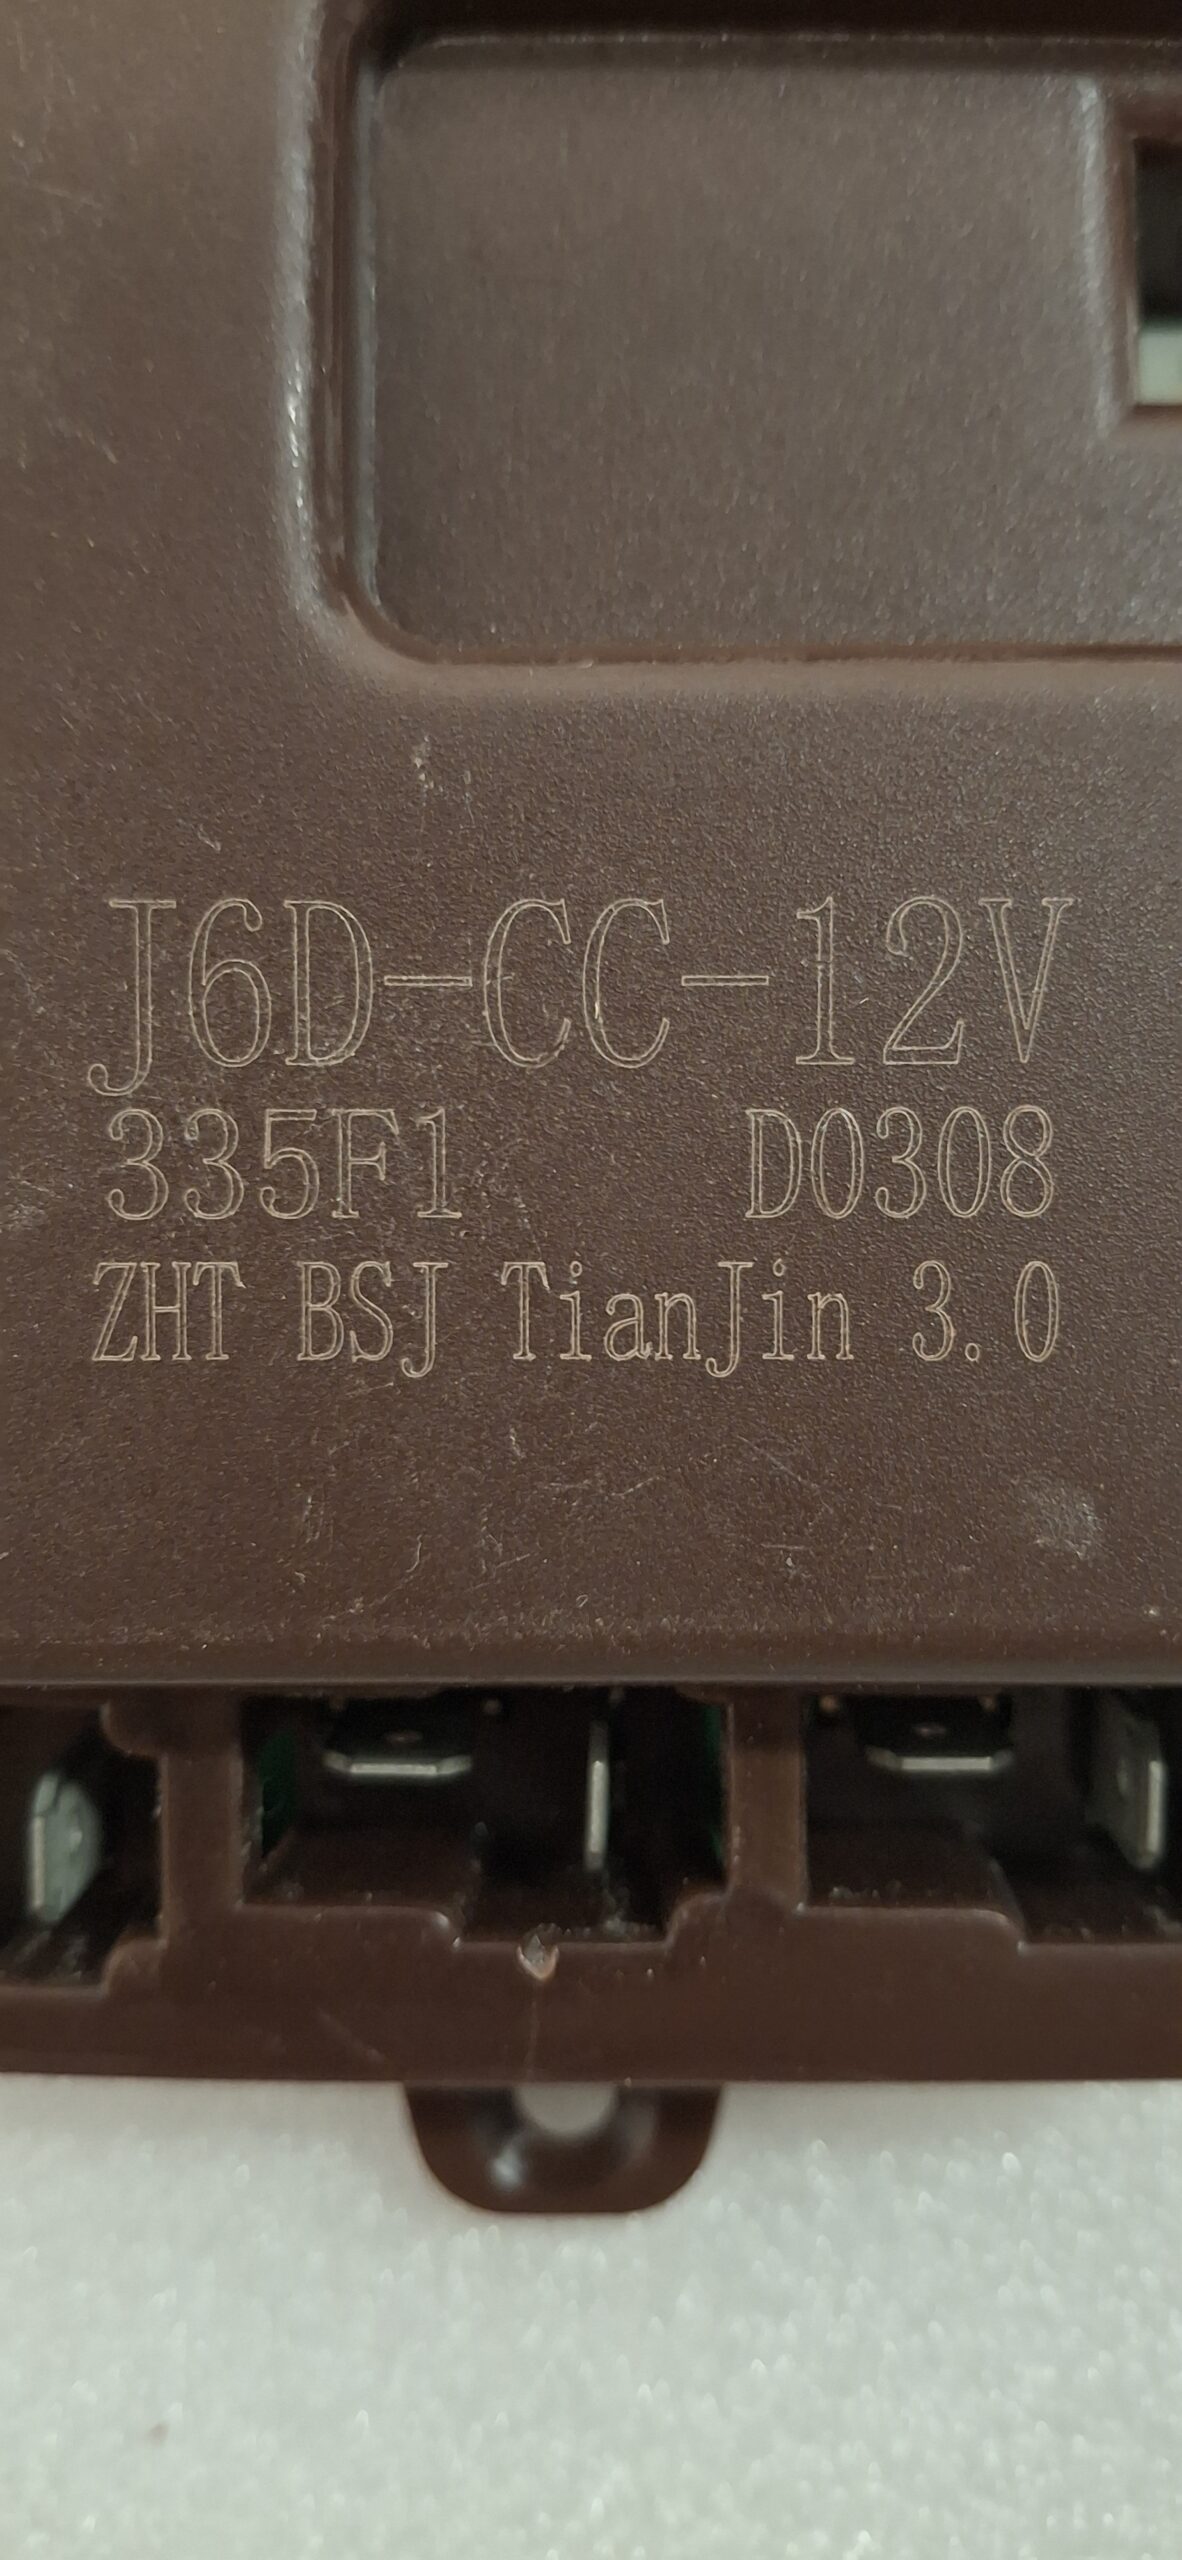 J6D-CC-12V
335F1 D0308
ZHT BSJ TianJin 3.0